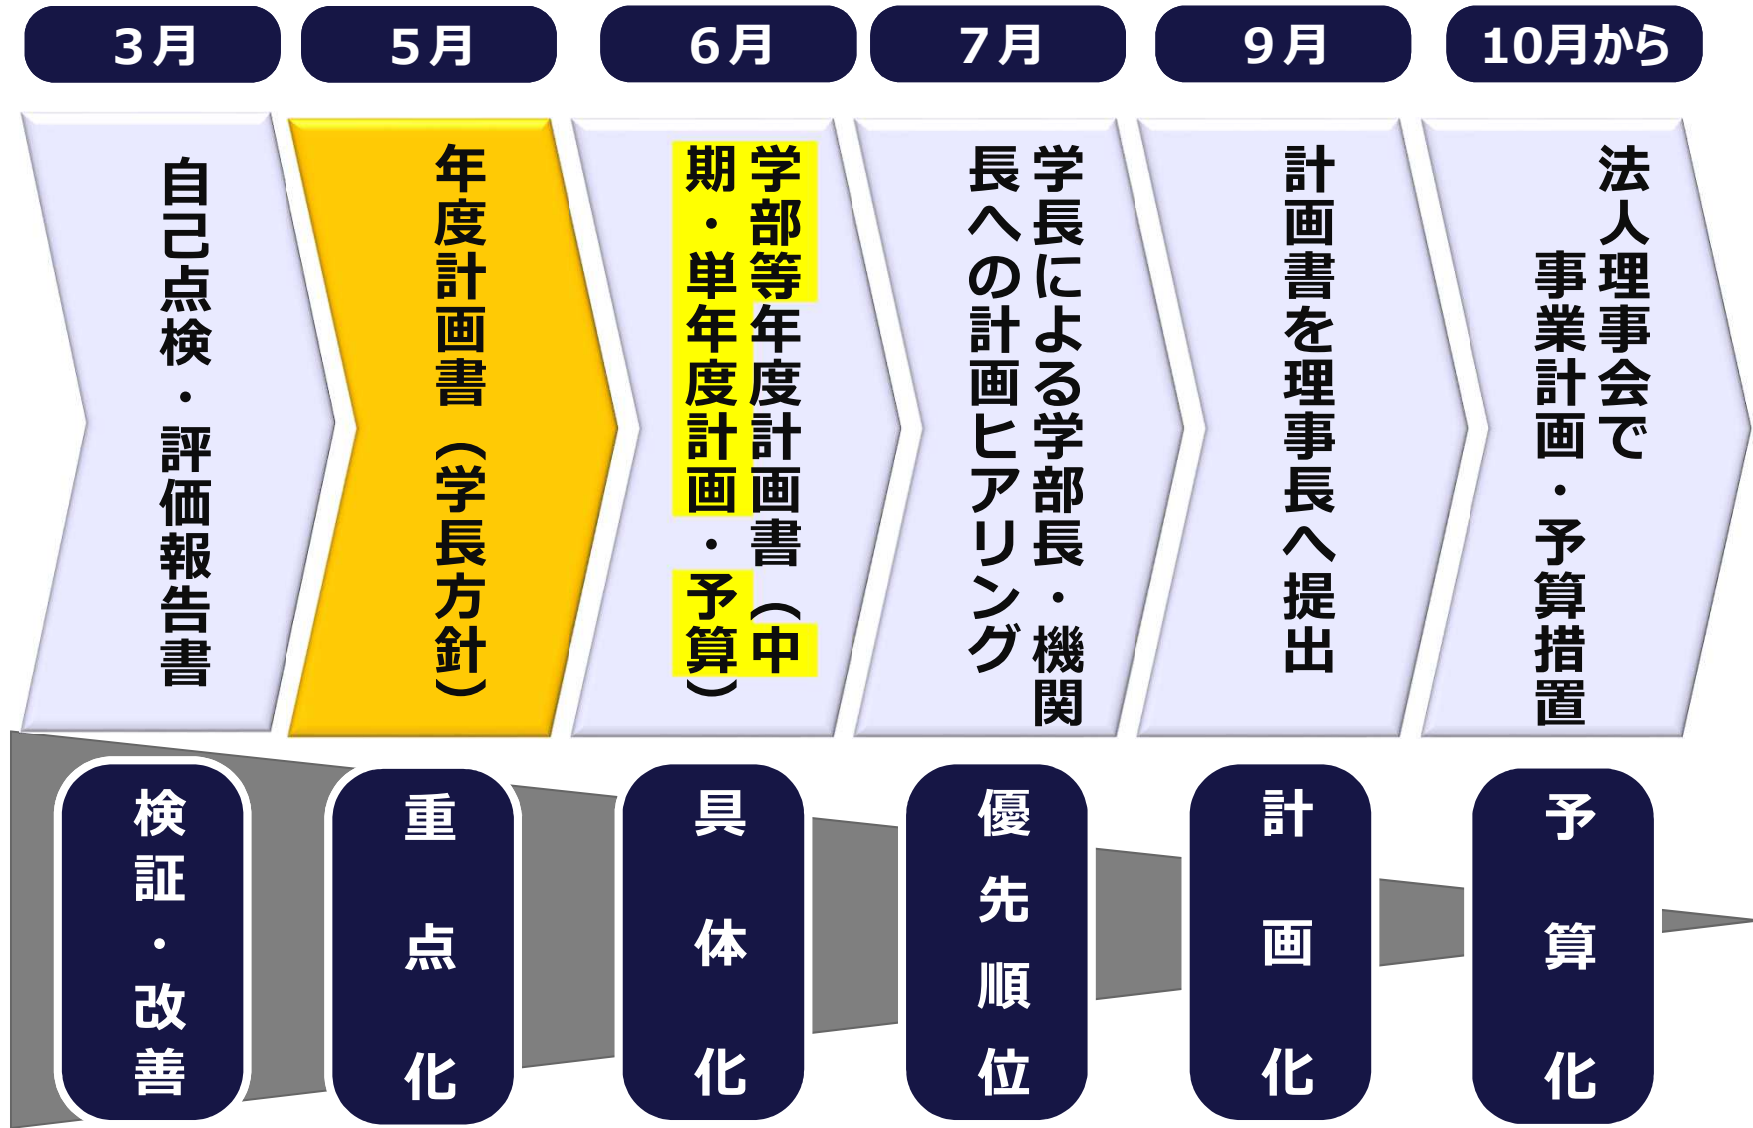 ３月
５月
６月
７月
９月
10月から
自己点検・評価報告書
年度計画書（学長方針）
学部等年度計画書（中
期・単年度計画・予算）
学長による学部長・機関
長への計画ヒアリング
計画書を理事長へ提出
法人理事会で
事業計画・予算措置
検証・改善
重点化
具体化
優先順位
計画化
予算化